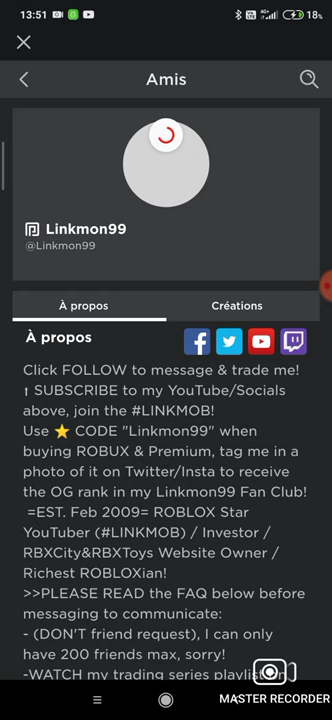 13:51 4G+ 18%
Amis
Linkmon99
@Linkmon99
À propos Créations
À propos
Click FOLLOW to message & trade me!
↑ SUBSCRIBE to my YouTube/Socials
above, join the #LINKMOB!
Use ⭐ CODE "Linkmon99" when
buying ROBUX & Premium, tag me in a
photo of it on Twitter/Insta to receive
the OG rank in my Linkmon99 Fan Club!
=EST. Feb 2009= ROBLOX Star
YouTuber (#LINKMOB) / Investor /
RBXCity&RBXToys Website Owner /
Richest ROBLOXian!
>>PLEASE READ the FAQ below before
messaging to communicate:
- (DON'T friend request), I can only
have 200 friends max, sorry!
-WATCH my trading series playlist
MASTER RECORDER